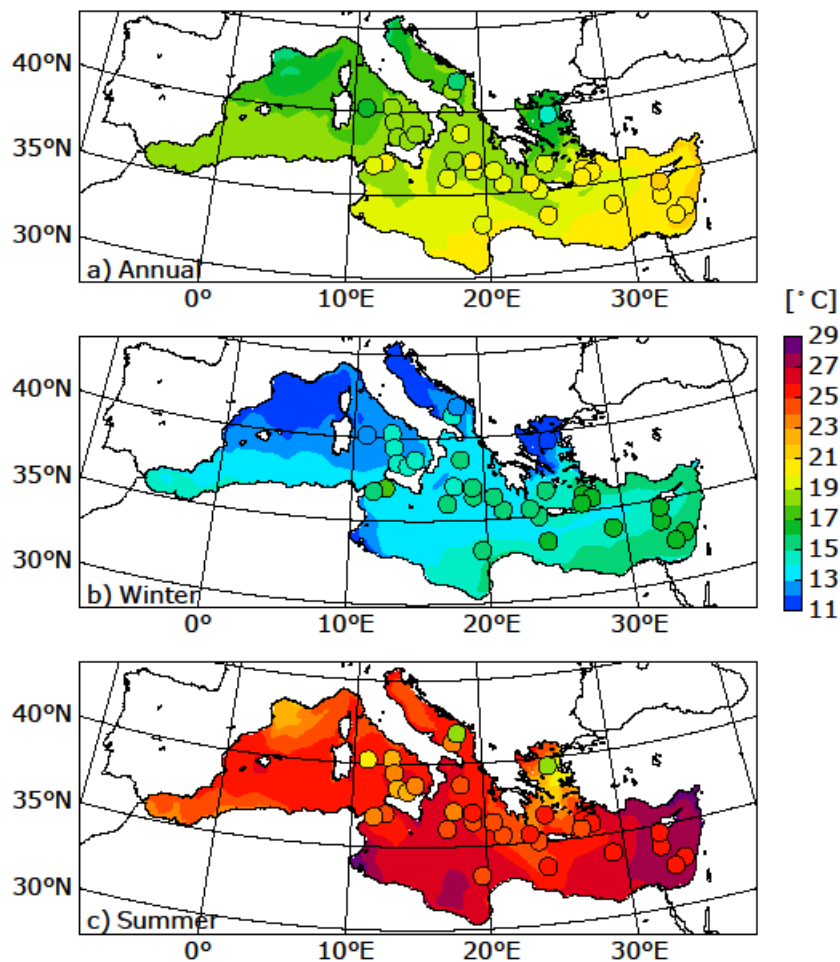 40ºN
35ºN
30ºN
a) Annual
0º 10ºE 20ºE 30ºE
[˚C]
29
27
25
23
21
19
17
15
13
11
40ºN
35ºN
30ºN
b) Winter
0º 10ºE 20ºE 30ºE
40ºN
35ºN
30ºN
c) Summer
0º 10ºE 20ºE 30ºE